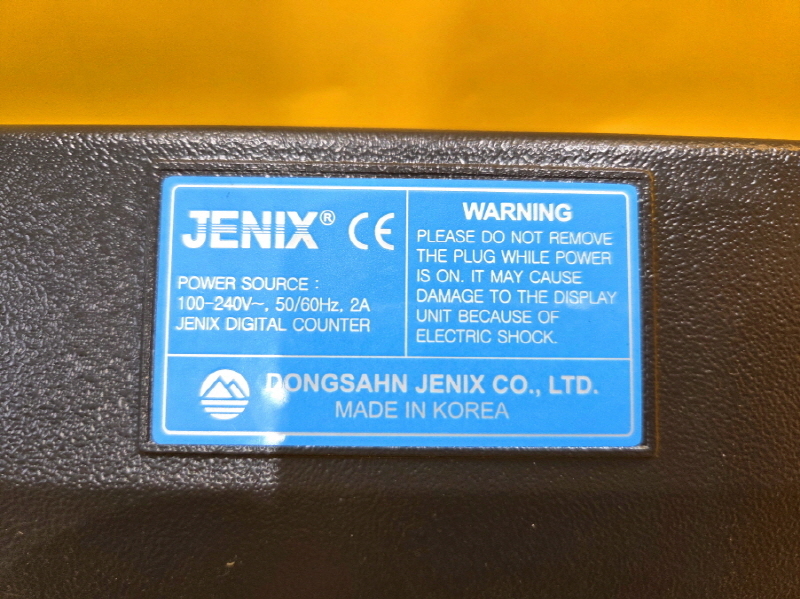 JENIX® CE
POWER SOURCE :
100-240V~, 50/60Hz, 2A
JENIX DIGITAL COUNTER
WARNING
PLEASE DO NOT REMOVE
THE PLUG WHILE POWER
IS ON. IT MAY CAUSE
DAMAGE TO THE DISPLAY
UNIT BECAUSE OF
ELECTRIC SHOCK.
DONGSAHN JENIX CO., LTD.
MADE IN KOREA